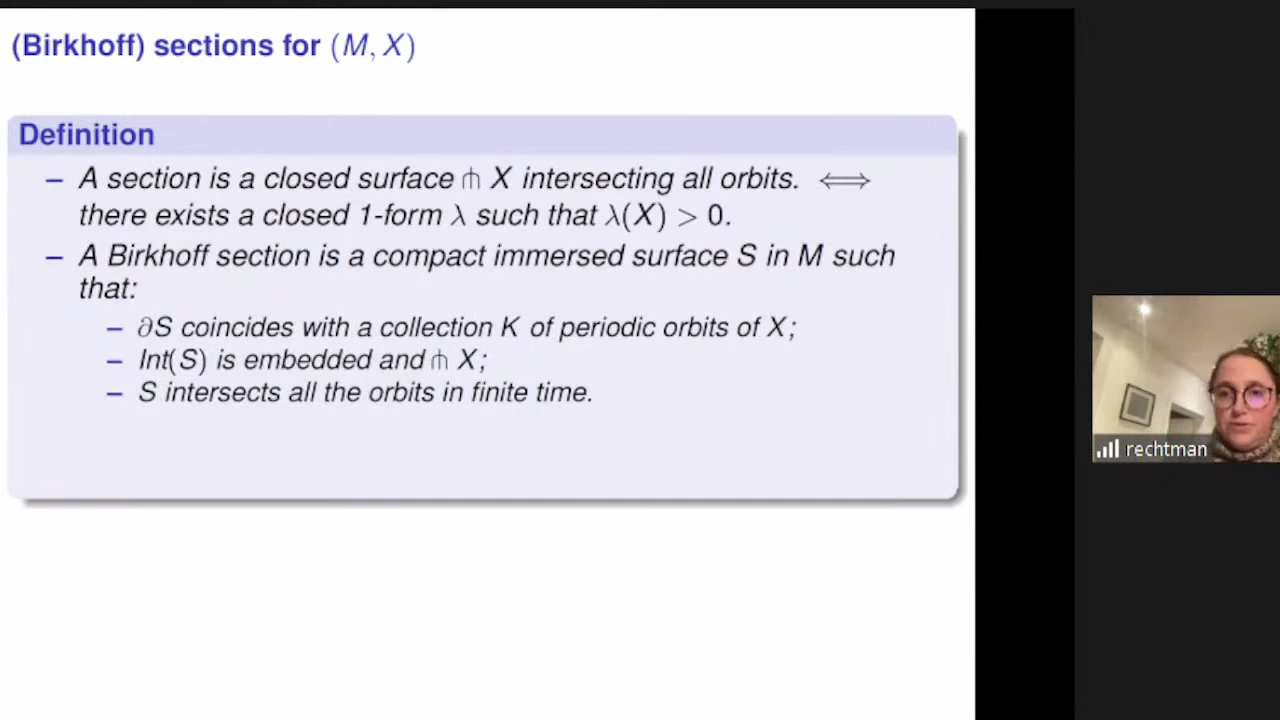 (Birkhoff) sections for (M, X)
Definition
– A section is a closed surface ⋔ X intersecting all orbits. ⟺
there exists a closed 1-form λ such that λ(X) > 0.
– A Birkhoff section is a compact immersed surface S in M such
that:
– ∂S coincides with a collection K of periodic orbits of X;
– Int(S) is embedded and ⋔ X;
– S intersects all the orbits in finite time.
rechtman